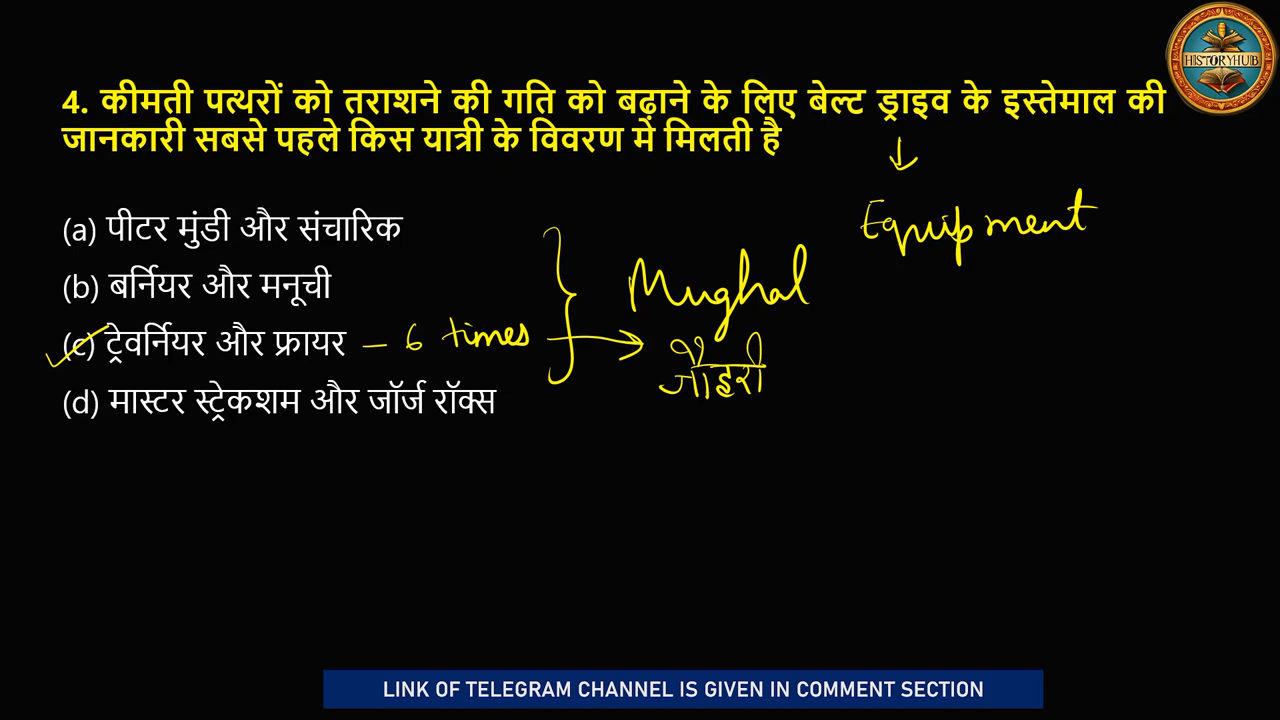 HISTORYHUB
4. कीमती पत्थरों को तराशने की गति को बढ़ाने के लिए बेल्ट ड्राइव के इस्तेमाल की
जानकारी सबसे पहले किस यात्री के विवरण में मिलती है
Equipment
(a) पीटर मुंडी और संचारिक
(b) बर्नियर और मनूची
Mughal
(c) ट्रेवर्नियर और फ्रायर – 6 times
जौहरी
(d) मास्टर स्ट्रेकशम और जॉर्ज रॉक्स
LINK OF TELEGRAM CHANNEL IS GIVEN IN COMMENT SECTION